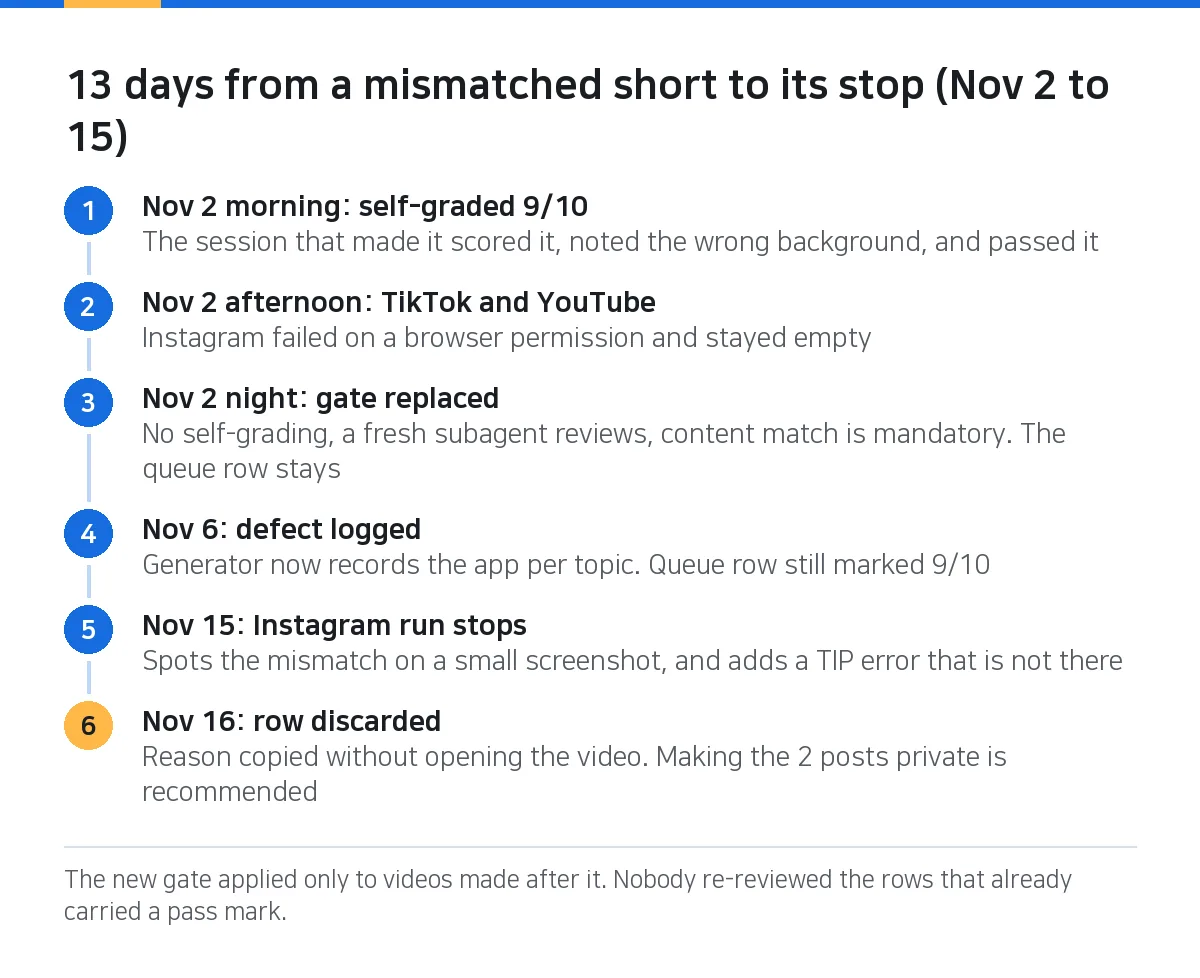 13 days from a mismatched short to its stop (Nov 2 to
15)
1
Nov 2 morning: self-graded 9/10
The session that made it scored it, noted the wrong background, and passed it
2
Nov 2 afternoon: TikTok and YouTube
Instagram failed on a browser permission and stayed empty
3
Nov 2 night: gate replaced
No self-grading, a fresh subagent reviews, content match is mandatory. The
queue row stays
4
Nov 6: defect logged
Generator now records the app per topic. Queue row still marked 9/10
5
Nov 15: Instagram run stops
Spots the mismatch on a small screenshot, and adds a TIP error that is not there
6
Nov 16: row discarded
Reason copied without opening the video. Making the 2 posts private is
recommended
The new gate applied only to videos made after it. Nobody re-reviewed the rows that already
carried a pass mark.